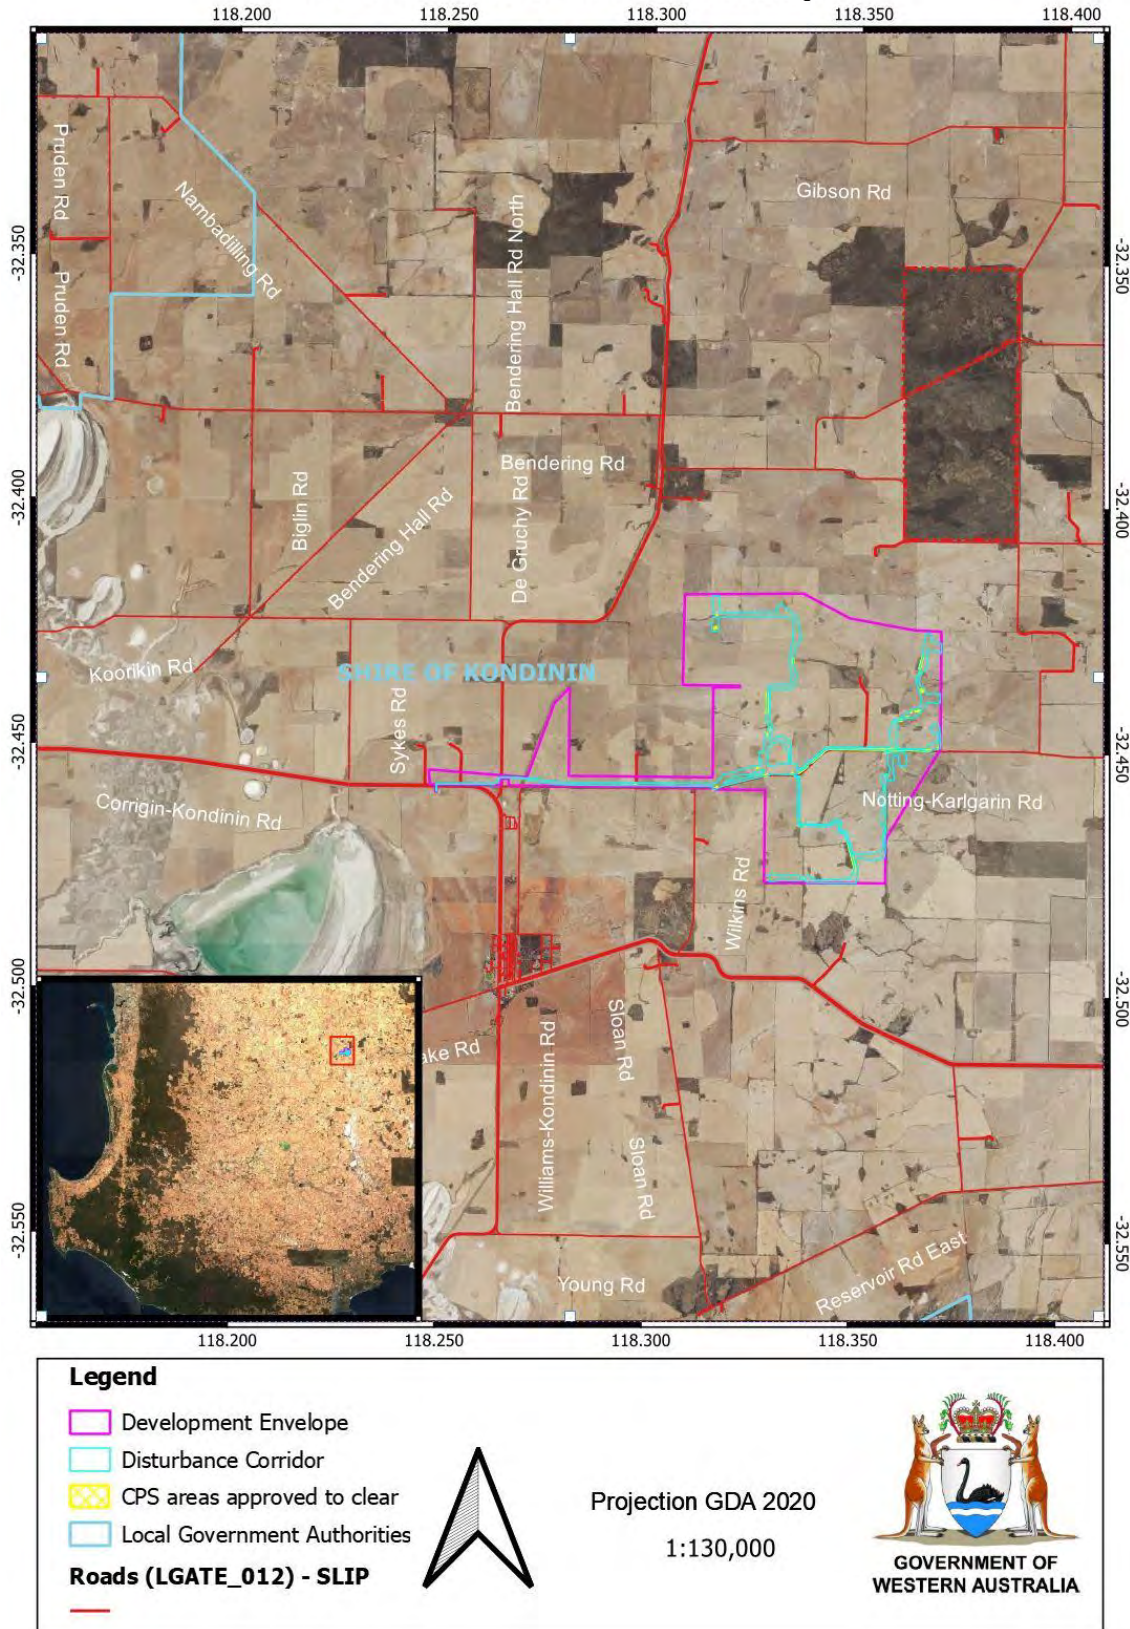 118.200 118.250 118.300 118.350 118.400
Pruden Rd
Nambadilling Rd
Gibson Rd
Bendering Hall Rd North
-32.350
-32.350
Pruden Rd
Bendering Rd
-32.400
-32.400
Biglin Rd
Bendering Hall Rd
De Gruchy Rd
Koorikin Rd
SHIRE OF KONDININ
Sykes Rd
-32.450
-32.450
Corrigin-Kondinin Rd
Notting-Karlgarin Rd
Wilkins Rd
-32.500
-32.500
ake Rd
Williams-Kondinin Rd
Sloan Rd
Sloan Rd
-32.550
-32.550
Young Rd
Reservoir Rd East
118.200 118.250 118.300 118.350 118.400
Legend
Development Envelope
Disturbance Corridor
CPS areas approved to clear
Local Government Authorities
Roads (LGATE_012) - SLIP
Projection GDA 2020
1:130,000
GOVERNMENT OF
WESTERN AUSTRALIA